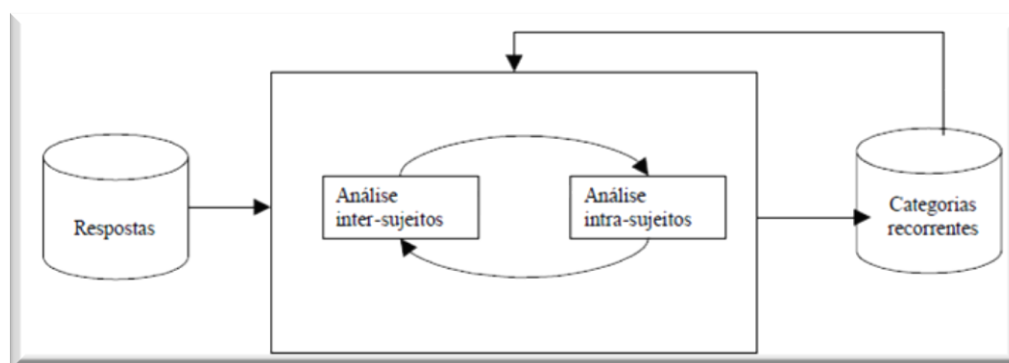 Respostas
Análise
inter-sujeitos
Análise
intra-sujeitos
Categorias
recorrentes